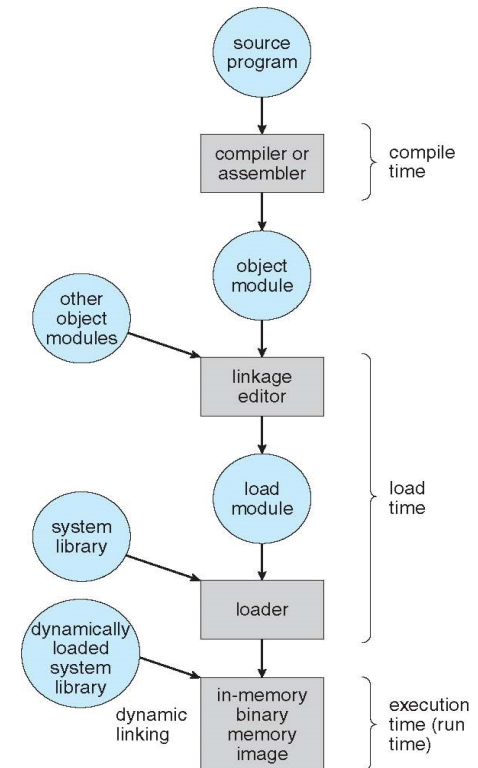 source
program
compiler or
assembler
compile
time
object
module
other
object
modules
linkage
editor
load
module
load
time
system
library
loader
dynamically
loaded
system
library
dynamic
linking
in-memory
binary
memory
image
execution
time (run
time)